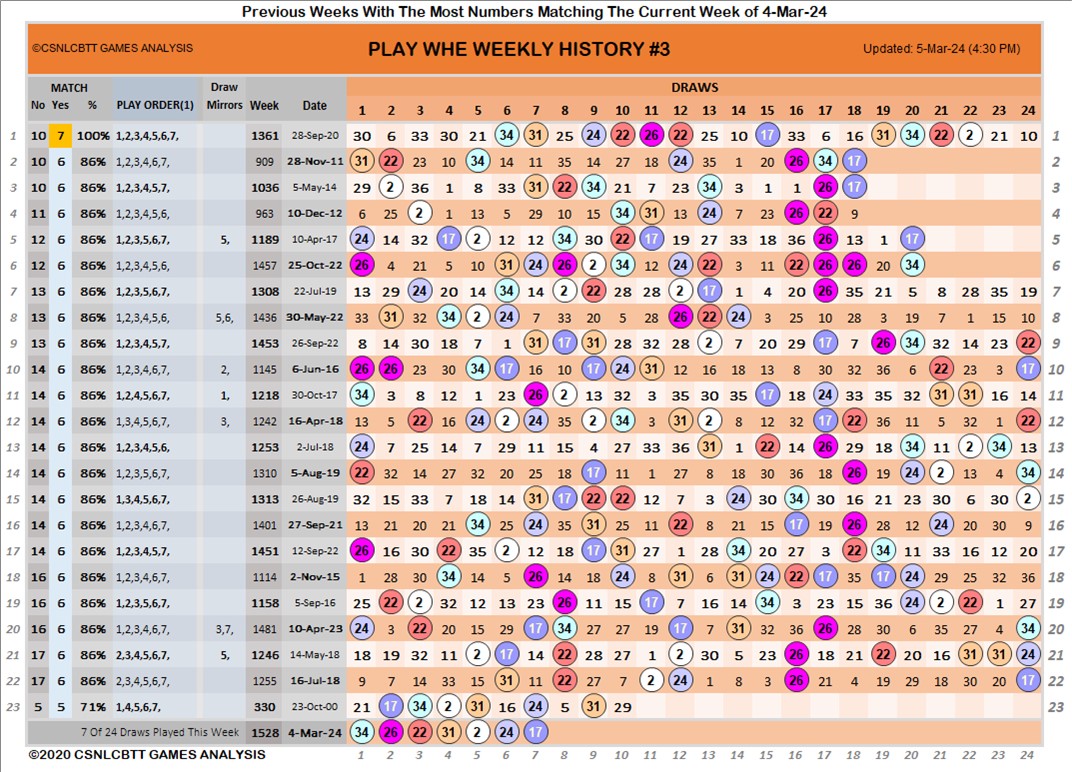 Previous Weeks With The Most Numbers Matching The Current Week of 4-Mar-24
©CSNLCBTT GAMES ANALYSIS PLAY WHE WEEKLY HISTORY #3 Updated: 5-Mar-24 (4:30 PM)
MATCH Draw DRAWS
No Yes % PLAY ORDER(1) Mirrors Week Date 1 2 3 4 5 6 7 8 9 10 11 12 13 14 15 16 17 18 19 20 21 22 23 24
1 10 7 100% 1,2,3,4,5,6,7, 1361 28-Sep-20 30 6 33 30 21 34 31 25 24 22 26 22 25 10 17 33 6 16 31 34 22 2 21 10 1
2 10 6 86% 1,2,3,4,6,7, 909 28-Nov-11 31 22 23 10 34 14 11 35 14 27 18 24 35 1 20 26 34 17 2
3 10 6 86% 1,2,3,4,5,7, 1036 5-May-14 29 2 36 1 8 33 31 22 34 21 7 23 34 3 1 1 26 17 3
4 11 6 86% 1,2,3,4,5,6, 963 10-Dec-12 6 25 2 1 13 5 29 10 15 34 31 13 24 7 23 26 22 9 4
5 12 6 86% 1,2,3,5,6,7, 5, 1189 10-Apr-17 24 14 32 17 2 12 12 34 30 22 17 19 27 33 18 36 26 13 1 17 5
6 12 6 86% 1,2,3,4,5,6, 1457 25-Oct-22 26 4 21 5 10 31 24 26 2 34 12 24 22 3 11 22 26 26 20 34 6
7 13 6 86% 1,2,3,5,6,7, 1308 22-Jul-19 13 29 24 20 14 34 14 2 22 28 28 2 17 1 4 20 26 35 21 5 8 28 35 19 7
8 13 6 86% 1,2,3,4,5,6, 5,6, 1436 30-May-22 33 31 32 34 2 24 7 33 20 5 28 26 22 24 3 25 10 28 3 19 7 1 15 10 8
9 13 6 86% 1,2,3,4,5,7, 1453 26-Sep-22 8 14 30 18 7 1 31 17 31 28 32 28 2 7 20 29 17 7 26 34 32 14 23 22 9
10 14 6 86% 1,2,3,4,6,7, 2, 1145 6-Jun-16 26 26 23 30 34 17 16 10 17 24 31 12 16 18 13 8 30 32 36 6 22 23 3 17 10
11 14 6 86% 1,2,4,5,6,7, 1, 1218 30-Oct-17 34 3 8 12 1 23 26 2 13 32 3 35 30 35 17 18 24 33 35 32 31 31 16 14 11
12 14 6 86% 1,3,4,5,6,7, 3, 1242 16-Apr-18 13 5 22 16 24 2 24 12 2 34 3 31 2 8 12 32 17 22 36 11 5 32 1 22 12
13 14 6 86% 1,2,3,4,5,6, 1253 2-Jul-18 24 7 25 14 7 29 11 15 4 27 33 36 31 1 22 14 26 29 18 34 11 2 34 13 13
14 14 6 86% 1,2,3,5,6,7, 1310 5-Aug-19 22 32 14 27 32 20 25 18 17 11 1 27 8 18 30 36 18 26 19 24 2 14 4 34 14
15 14 6 86% 1,3,4,5,6,7, 1313 26-Aug-19 32 15 33 7 18 14 31 17 22 22 12 7 3 24 30 34 30 16 21 23 30 6 30 2 15
16 14 6 86% 1,2,3,4,6,7, 1401 27-Sep-21 13 21 20 21 34 25 24 35 31 25 11 22 8 21 15 17 19 26 28 12 24 20 30 9 16
17 14 6 86% 1,2,3,4,5,7, 1451 12-Sep-22 26 16 30 22 35 2 12 18 17 31 27 1 28 34 20 27 3 22 34 11 33 16 12 20 17
18 16 6 86% 1,2,3,4,6,7, 1114 2-Nov-15 1 28 30 34 14 5 26 14 18 24 8 31 6 31 24 22 17 35 17 24 29 25 32 36 18
19 16 6 86% 1,2,3,5,6,7, 1158 5-Sep-16 25 22 2 32 12 13 23 26 11 15 17 7 16 14 34 3 23 15 36 24 2 22 1 27 19
20 16 6 86% 1,2,3,4,6,7, 3,7, 1481 10-Apr-23 24 3 22 20 15 29 17 34 27 27 19 17 7 31 32 36 26 28 30 6 35 27 4 34 20
21 17 6 86% 2,3,4,5,6,7, 5, 1246 14-May-18 18 19 32 11 2 17 14 22 28 27 1 2 30 5 23 26 18 21 22 20 16 31 31 24 21
22 17 6 86% 2,3,4,5,6,7, 1255 16-Jul-18 9 7 14 33 15 31 22 27 22 7 2 24 1 8 3 26 21 4 19 29 18 30 20 17 22
23 5 5 71% 1,4,5,6,7, 330 23-Oct-00 21 17 34 2 31 16 24 5 31 29 23
7 Of 24 Draws Played This Week 1528 4-Mar-24 34 26 22 31 2 24 17
©2020 CSNLCBTT GAMES ANALYSIS 1 2 3 4 5 6 7 8 9 10 11 12 13 14 15 16 17 18 19 20 21 22 23 24